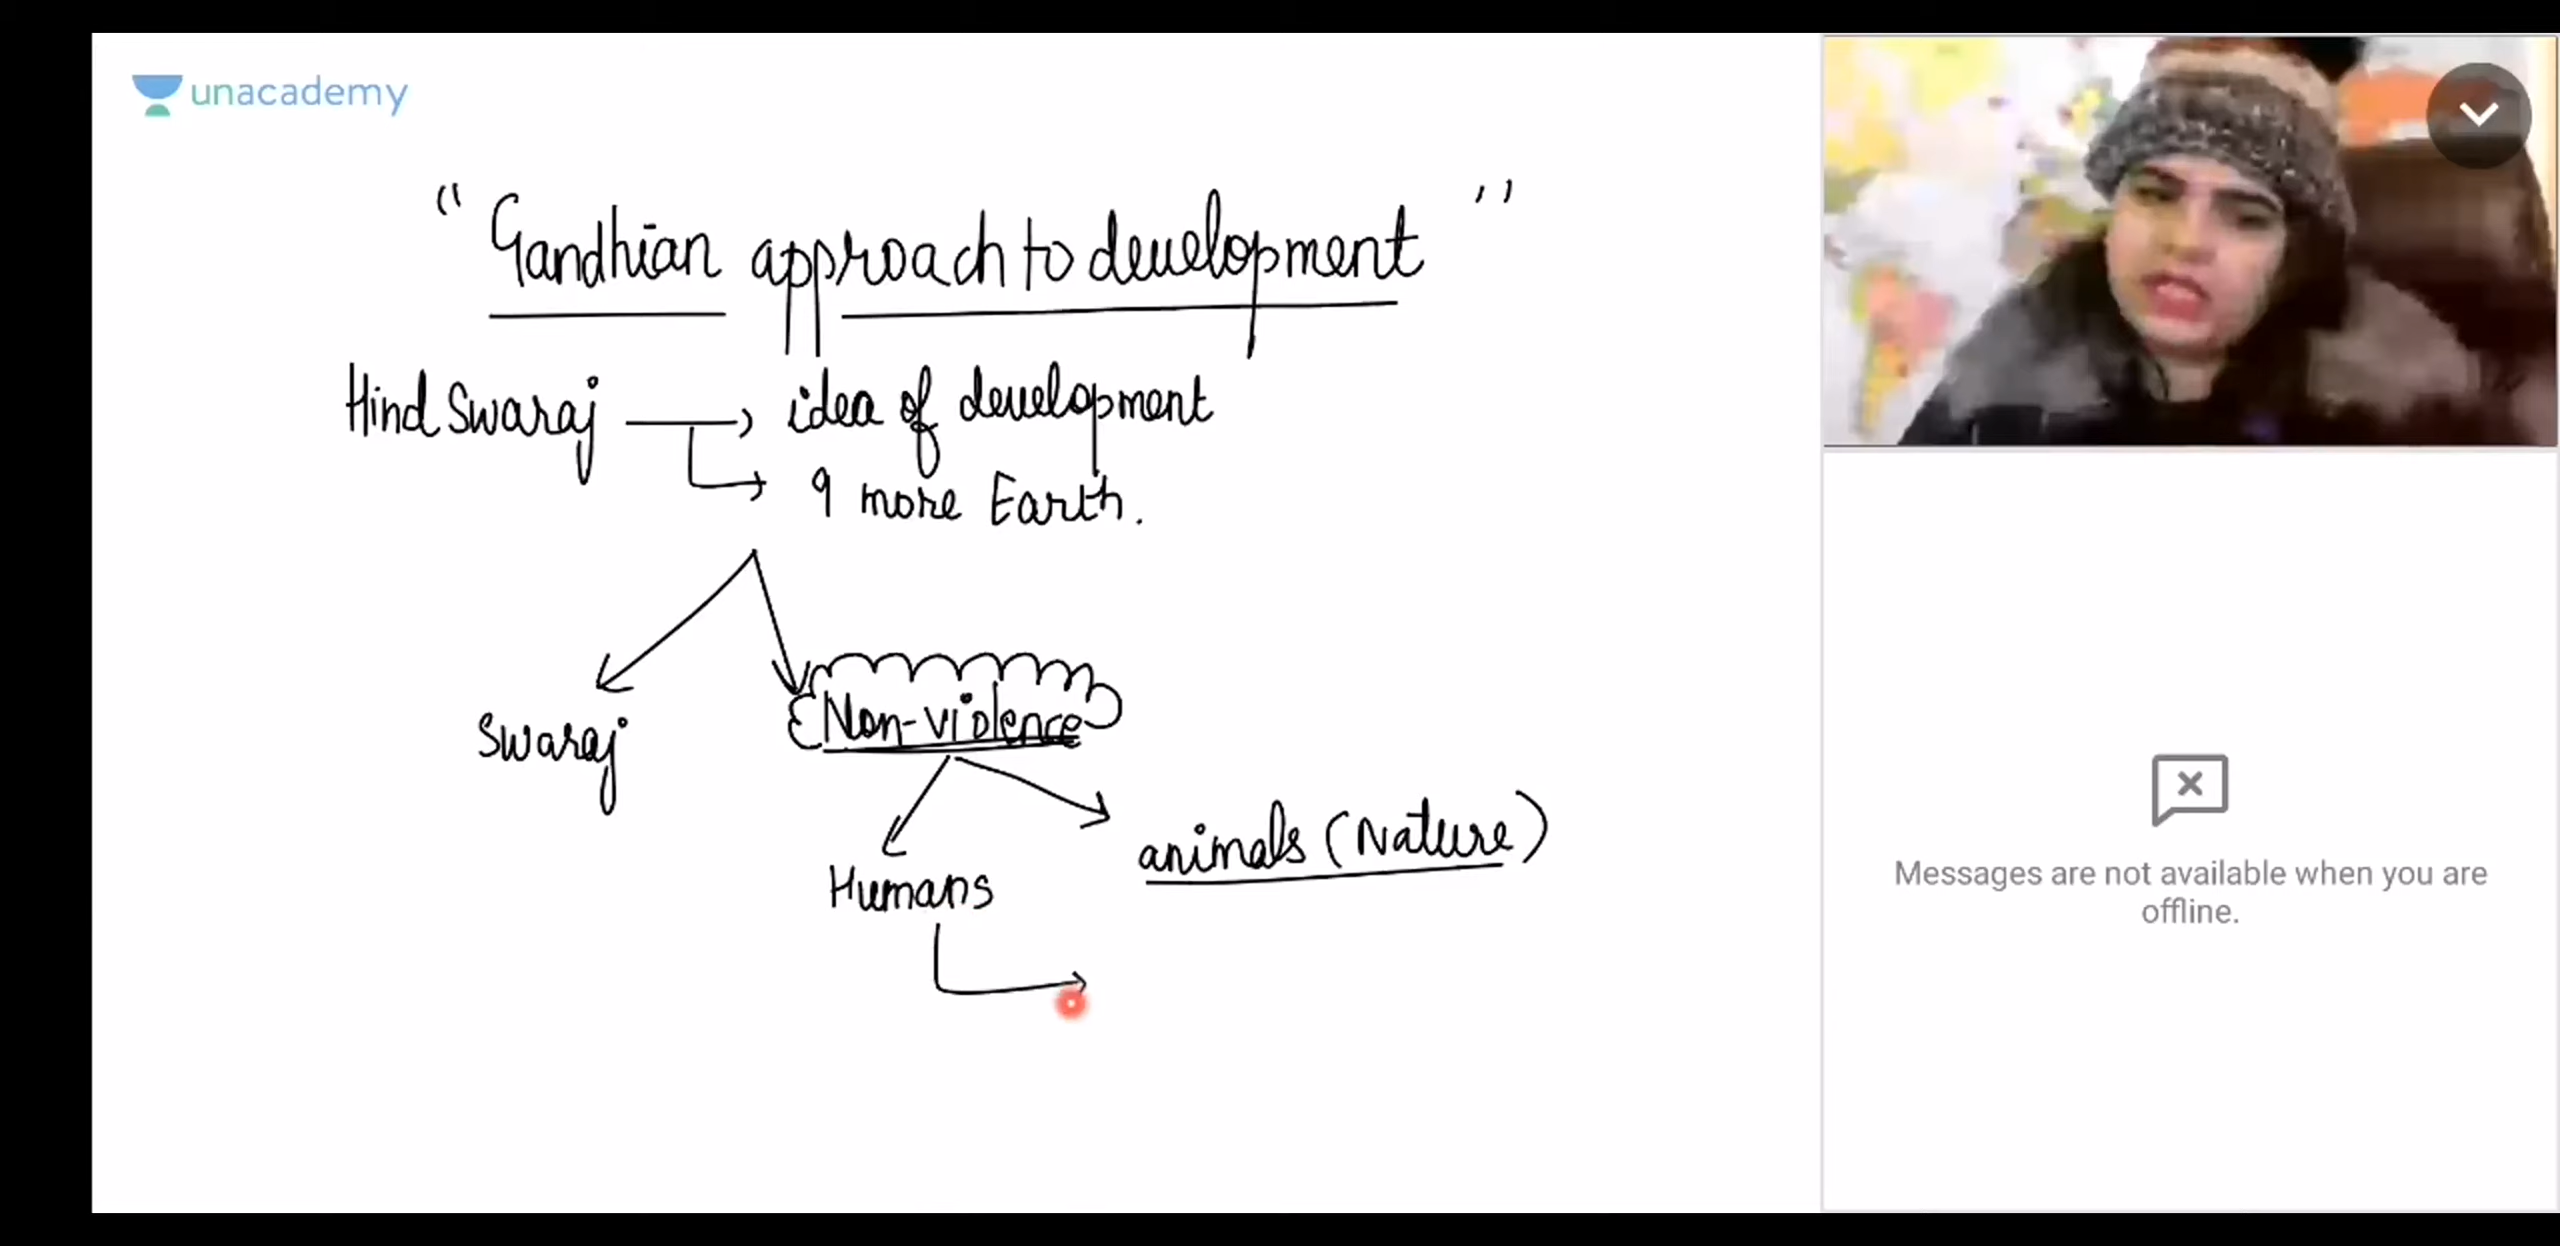 unacademy
" Gandhian approach to development "
Hind Swaraj → idea of development
→ 9 more Earth.
Swaraj
Non-violence
animals (Nature)
Humans
Messages are not available when you are
offline.